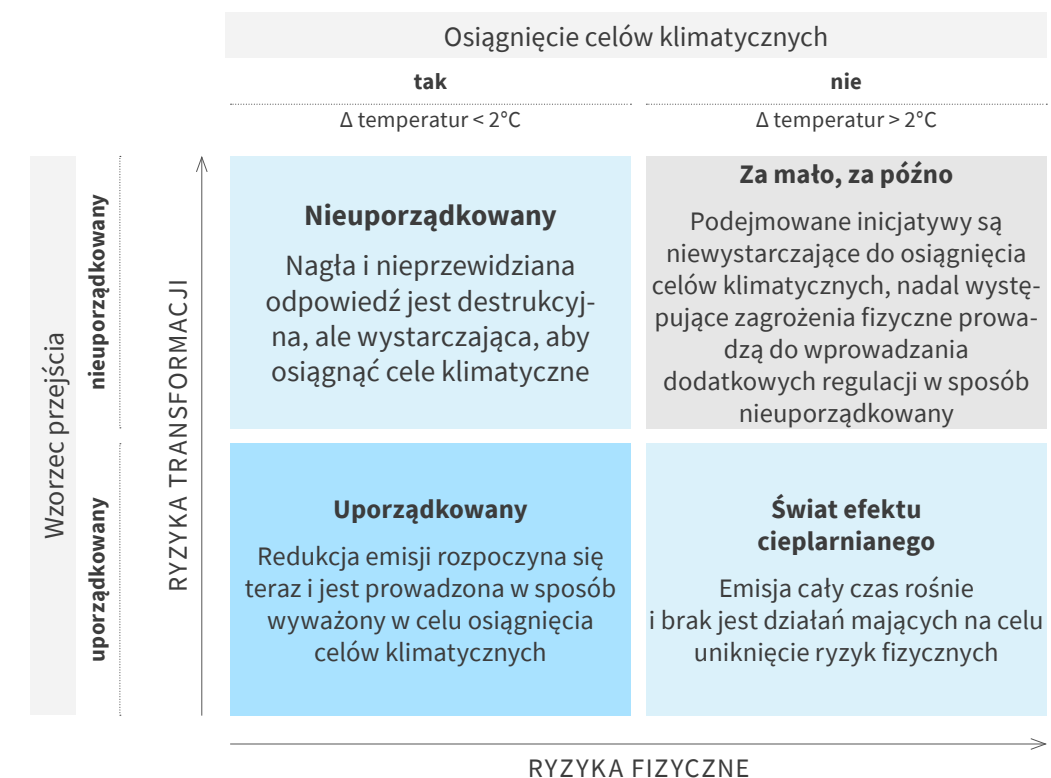 Osiągnięcie celów klimatycznych
tak
nie
Δ temperatur < 2°C
Δ temperatur > 2°C
Wzorzec przejścia
nieuporządkowany
uporządkowany
RYZYKA TRANSFORMACJI
Nieuporządkowany
Nagła i nieprzewidziana
odpowiedź jest destrukcyj-
na, ale wystarczająca, aby
osiągnąć cele klimatyczne
Za mało, za późno
Podejmowane inicjatywy są
niewystarczające do osiągnięcia
celów klimatycznych, nadal wystę-
pujące zagrożenia fizyczne prowa-
dzą do wprowadzania
dodatkowych regulacji w sposób
nieuporządkowany
Uporządkowany
Redukcja emisji rozpoczyna się
teraz i jest prowadzona w sposób
wyważony w celu osiągnięcia
celów klimatycznych
Świat efektu
cieplarnianego
Emisja cały czas rośnie
i brak jest działań mających na celu
uniknięcie ryzyk fizycznych
RYZYKA FIZYCZNE